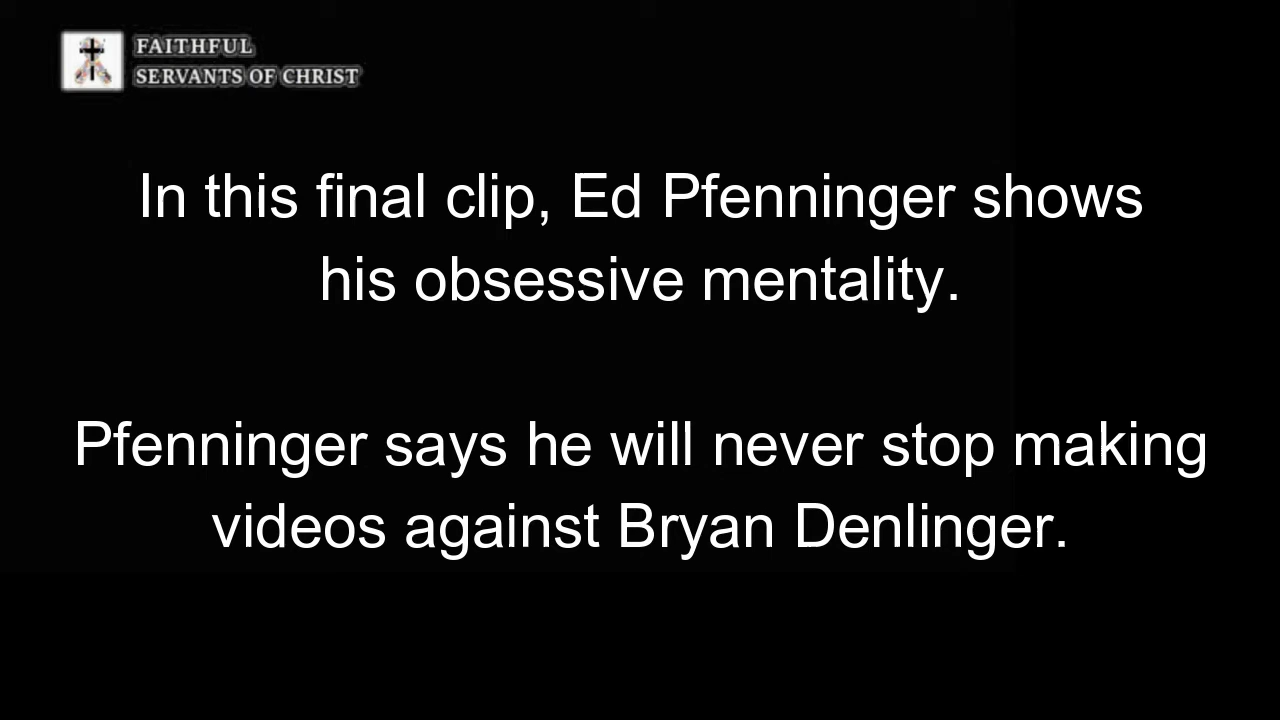 FAITHFUL
SERVANTS OF CHRIST
In this final clip, Ed Pfenninger shows
his obsessive mentality.
Pfenninger says he will never stop making
videos against Bryan Denlinger.